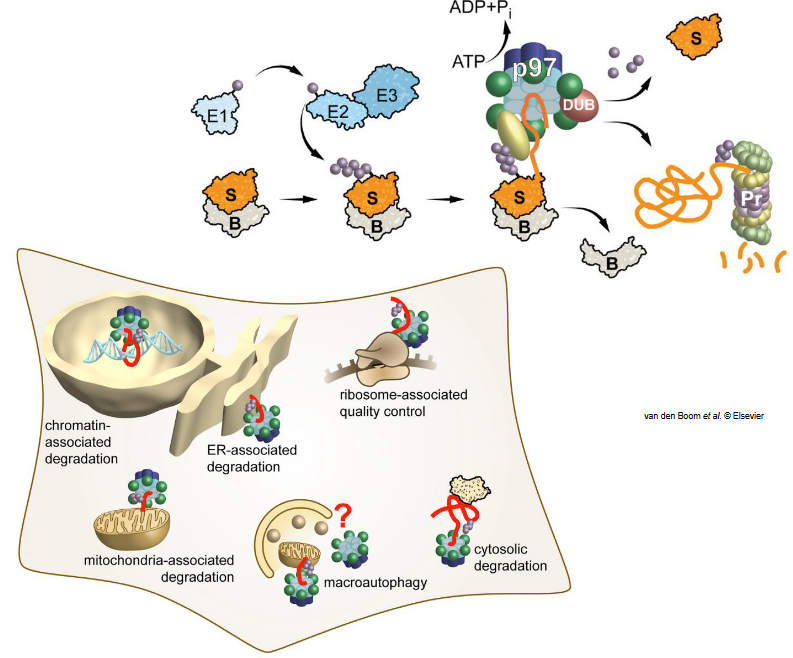 ADP+Pi
ATP
p97
S
E1
E2
E3
DUB
S
B
S
B
S
B
Pr
B
chromatin-
associated
degradation
ER-associated
degradation
ribosome-associated
quality control
van den Boom et al. © Elsevier
mitochondria-associated
degradation
?
macroautophagy
cytosolic
degradation